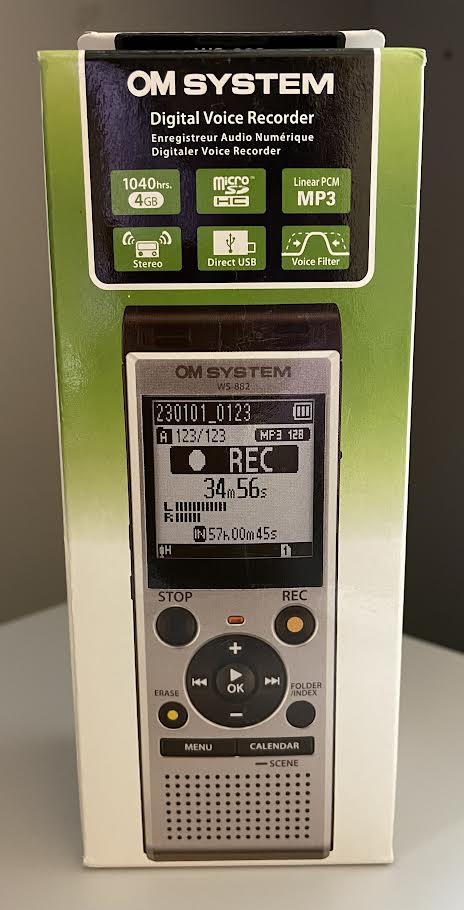 OM SYSTEM
Digital Voice Recorder
Enregistreur Audio Numérique
Digitaler Voice Recorder
1040hrs.
4GB
micro™
SD
HC
Linear PCM
MP3
Stereo
Direct USB
Voice Filter
OM SYSTEM
WS-882
230101_0123
A 123/123 MP3 128
REC
34m56s
L
R
IN 57h00m45s
H 1
STOP
REC
+
OK
ERASE
FOLDER
/INDEX
−
MENU
CALENDAR
SCENE